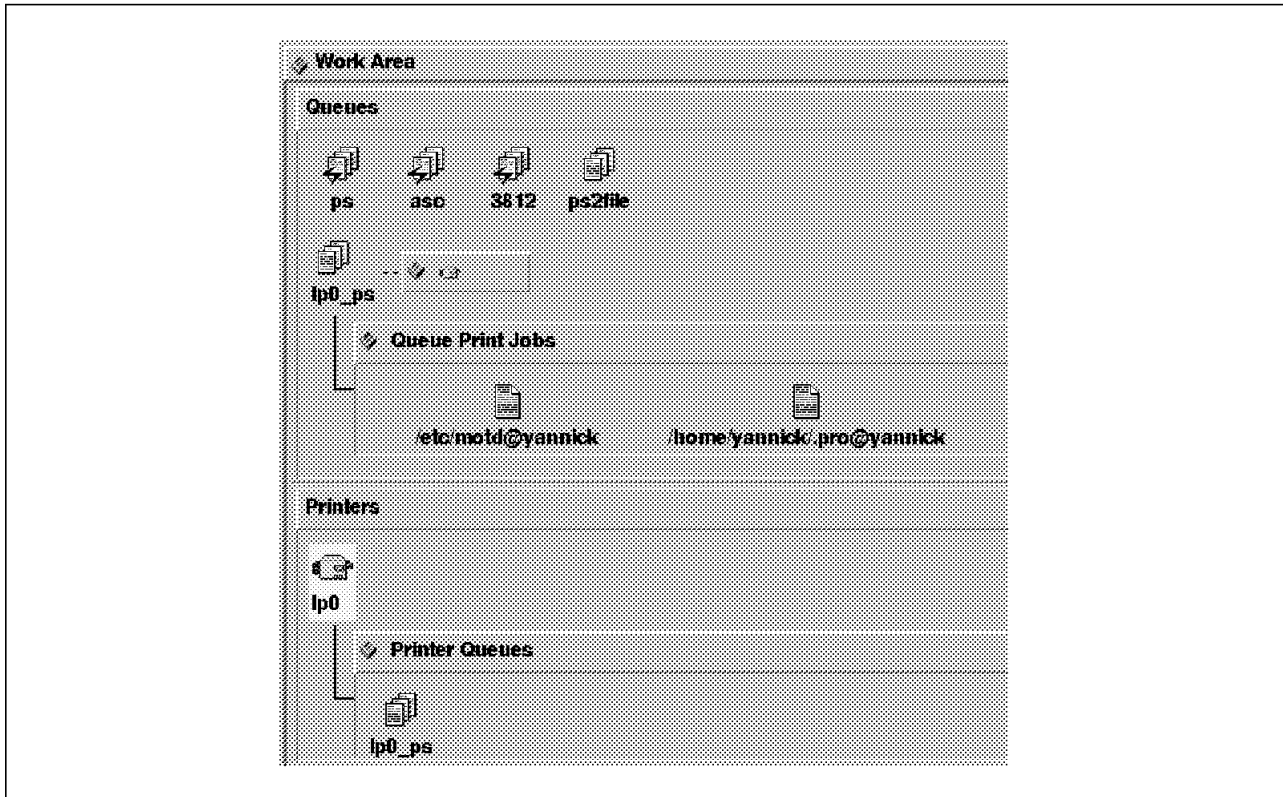 Work Area
Queues
ps asc 3812 ps2file
lp0_ps
Queue Print Jobs
/etc/motd@yannick /home/yannick/.pro@yannick
Printers
lp0
Printer Queues
lp0_ps